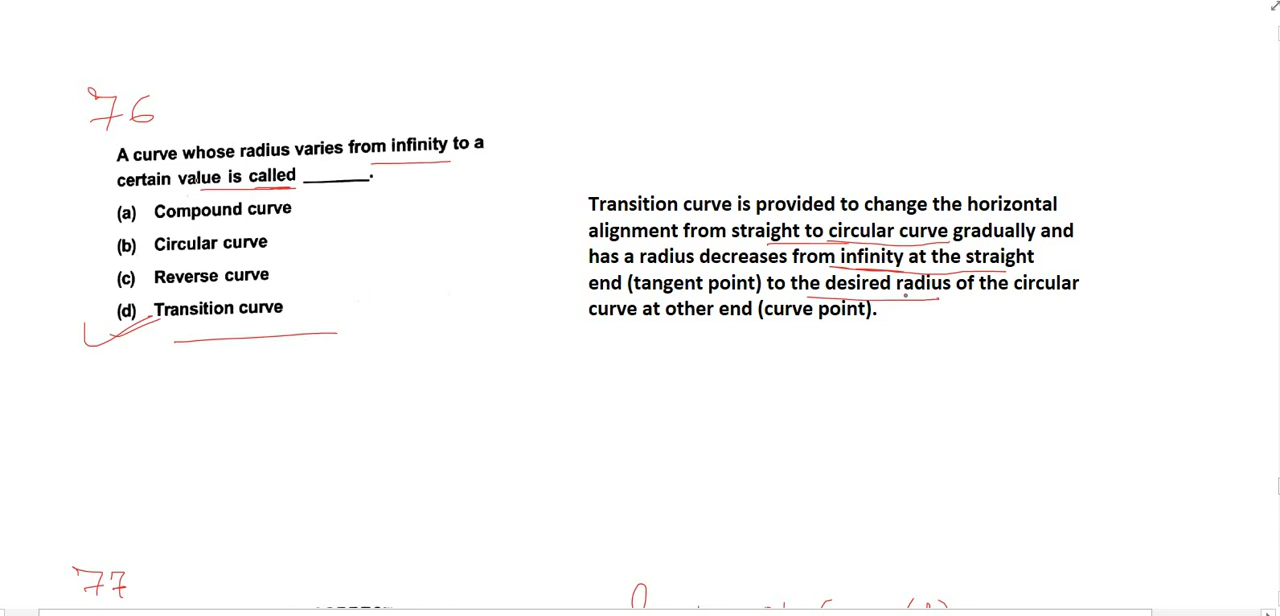 76
A curve whose radius varies from infinity to a
certain value is called ______.
(a) Compound curve
(b) Circular curve
(c) Reverse curve
(d) Transition curve
Transition curve is provided to change the horizontal
alignment from straight to circular curve gradually and
has a radius decreases from infinity at the straight
end (tangent point) to the desired radius of the circular
curve at other end (curve point).
77